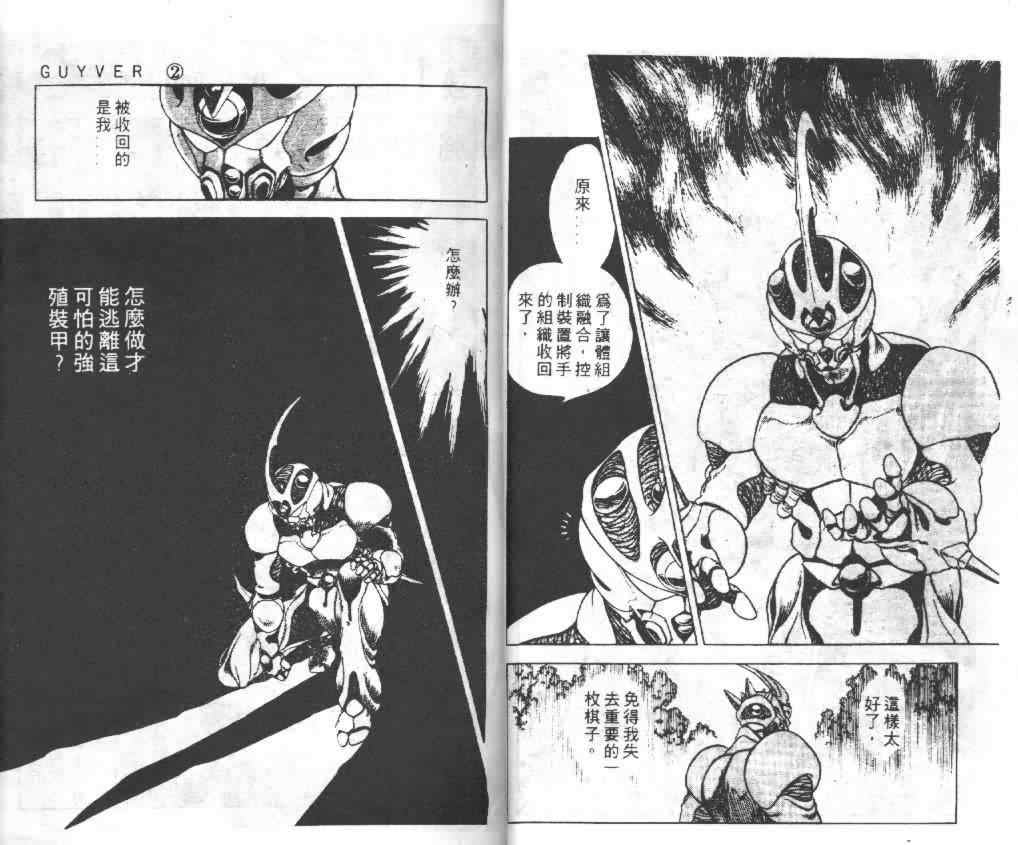 原來....
爲了讓體組
織融合，控
制裝置將手
的組織收回
來了．
這樣太
好了．
免得我失
去重要的一
枚棋子。
GUYVER ②
被收回的
是我....
怎麼辦？
怎麼做才
能逃離這
可怕的強
殖裝甲？